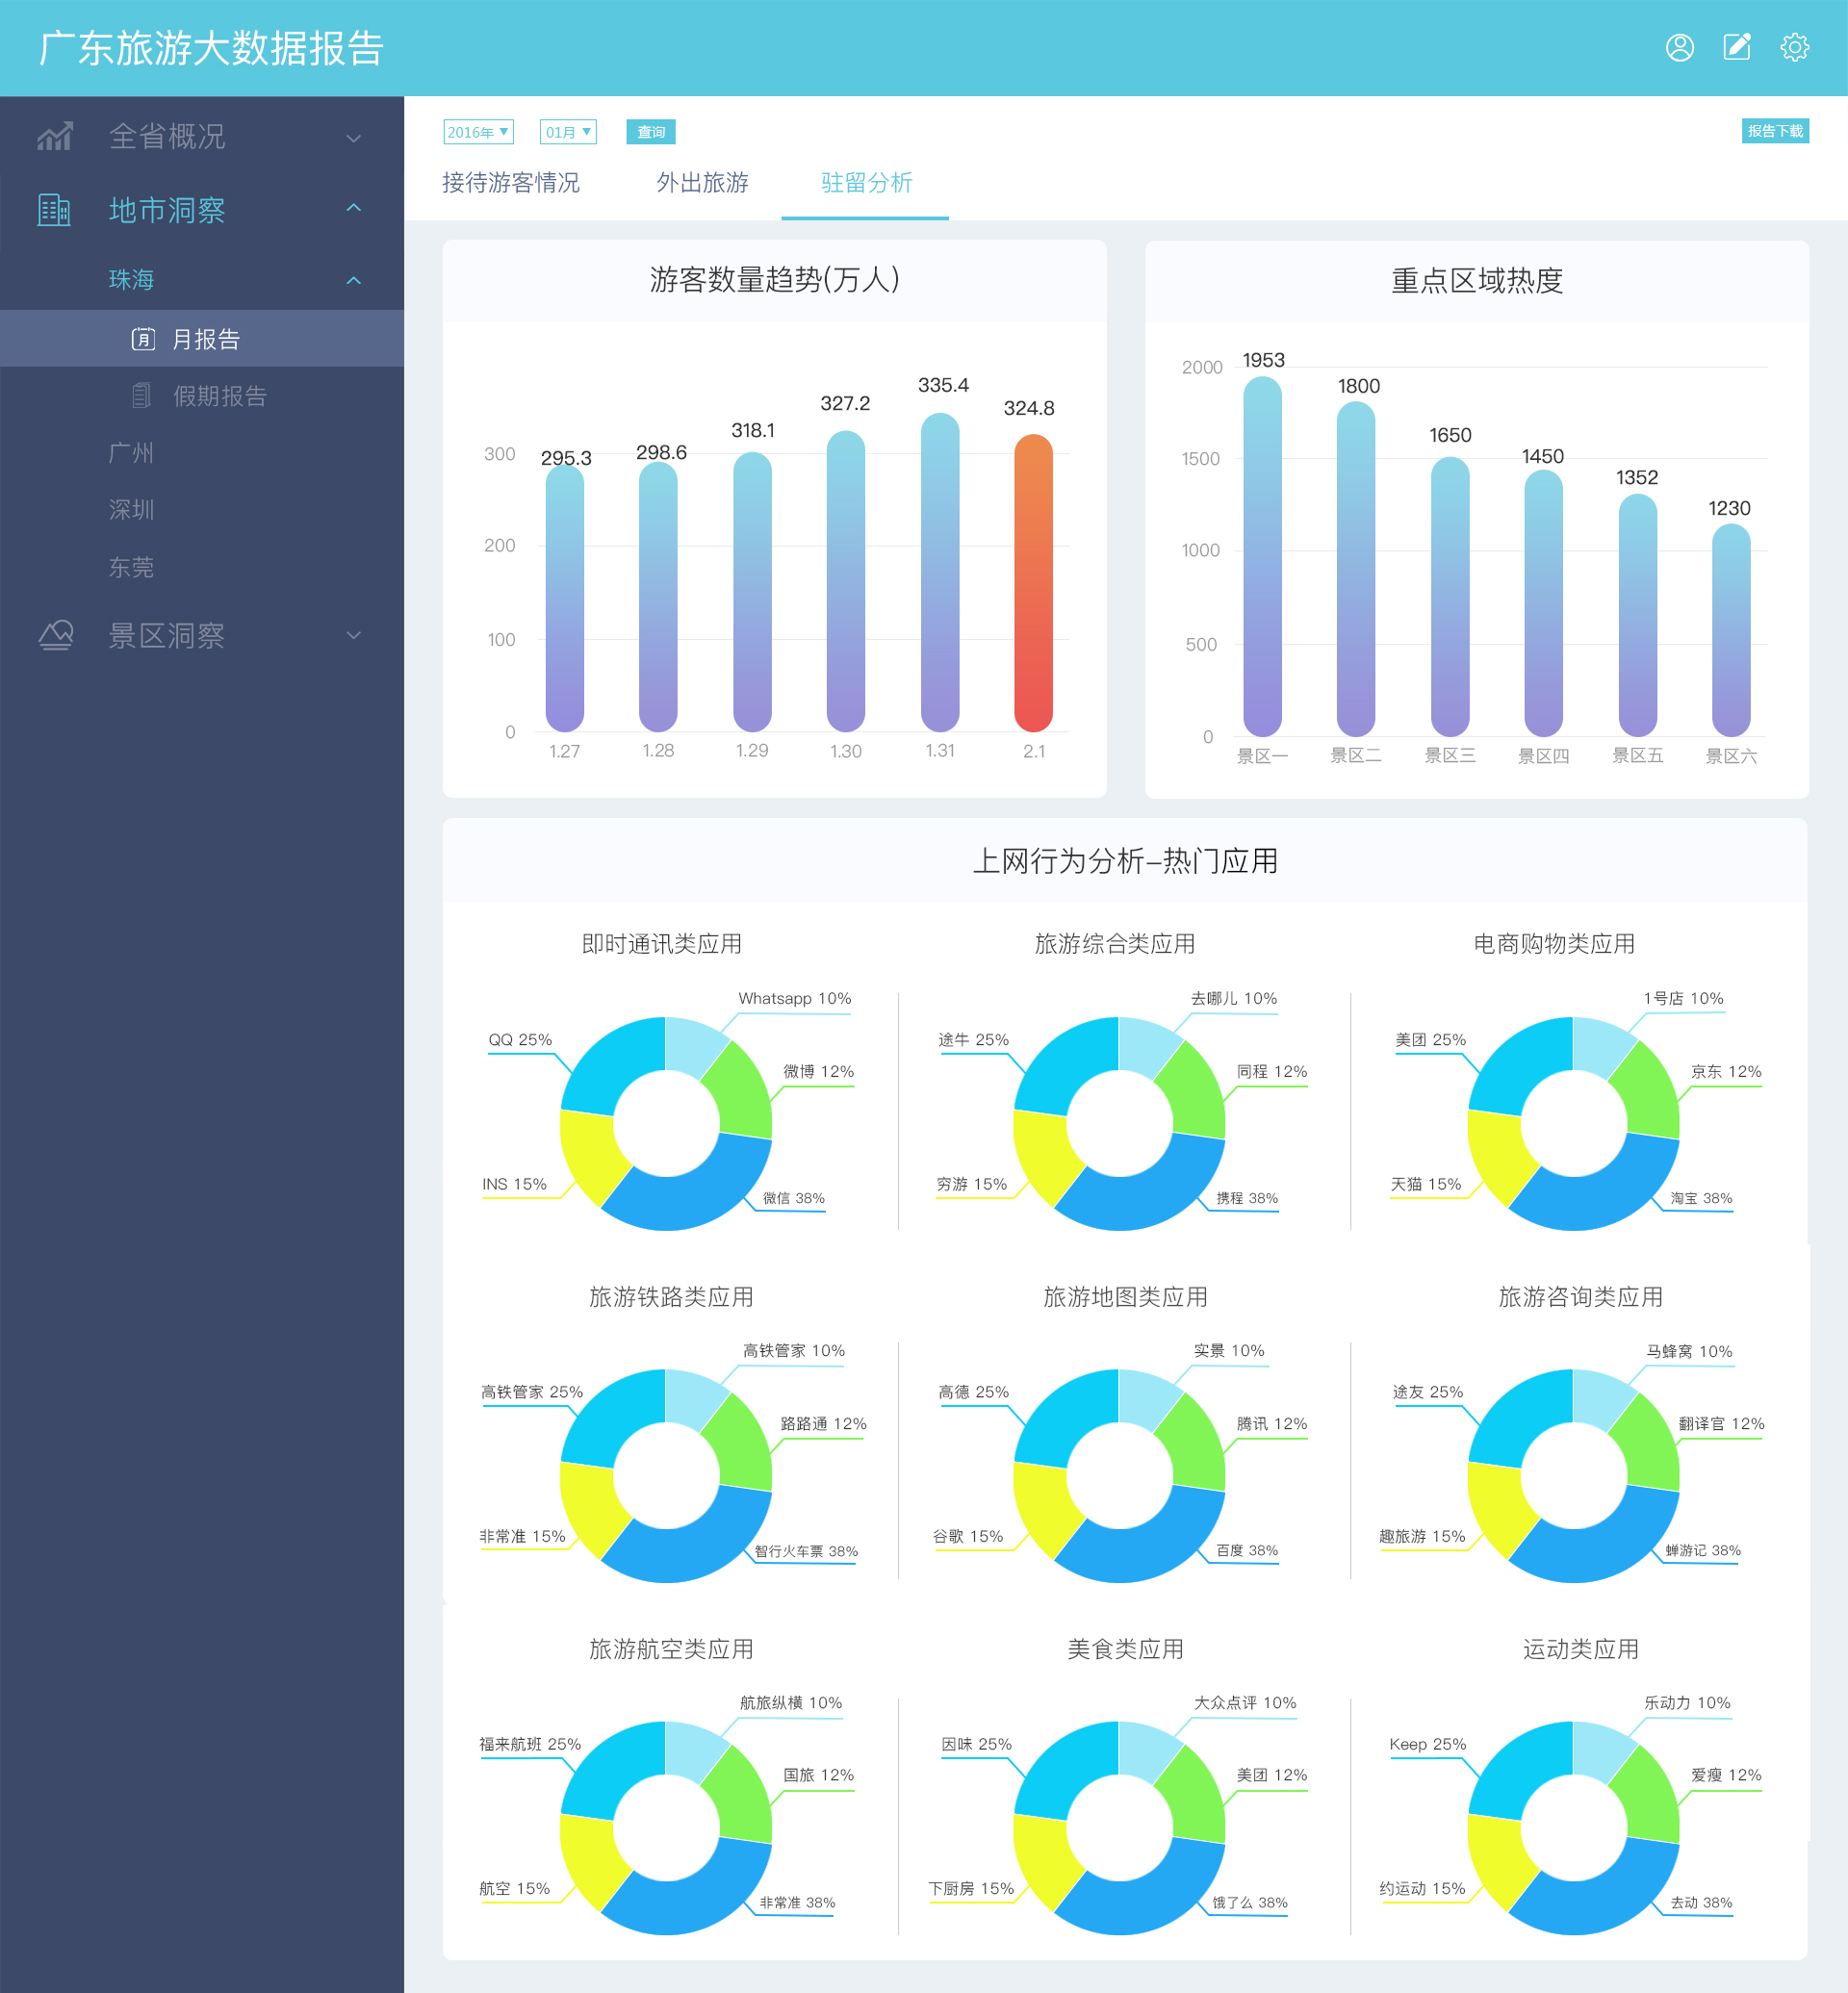 广东旅游大数据报告
全省概况
地市洞察
珠海
月 月报告
假期报告
广州
深圳
东莞
景区洞察
2016年 ▼ 01月 ▼ 查询 报告下载
接待游客情况 外出旅游 驻留分析
游客数量趋势(万人)
295.3 298.6 318.1 327.2 335.4 324.8
300
200
100
0
1.27 1.28 1.29 1.30 1.31 2.1
重点区域热度
1953 1800 1650 1450 1352 1230
2000
1500
1000
500
0
景区一 景区二 景区三 景区四 景区五 景区六
上网行为分析–热门应用
即时通讯类应用
Whatsapp 10%
QQ 25%
微博 12%
INS 15%
微信 38%
旅游综合类应用
去哪儿 10%
途牛 25%
同程 12%
穷游 15%
携程 38%
电商购物类应用
1号店 10%
美团 25%
京东 12%
天猫 15%
淘宝 38%
旅游铁路类应用
高铁管家 10%
高铁管家 25%
路路通 12%
非常准 15%
智行火车票 38%
旅游地图类应用
实景 10%
高德 25%
腾讯 12%
谷歌 15%
百度 38%
旅游咨询类应用
马蜂窝 10%
途友 25%
翻译官 12%
趣旅游 15%
蝉游记 38%
旅游航空类应用
航旅纵横 10%
福来航班 25%
国旅 12%
航空 15%
非常准 38%
美食类应用
大众点评 10%
因味 25%
美团 12%
下厨房 15%
饿了么 38%
运动类应用
乐动力 10%
Keep 25%
爱瘦 12%
约运动 15%
去动 38%